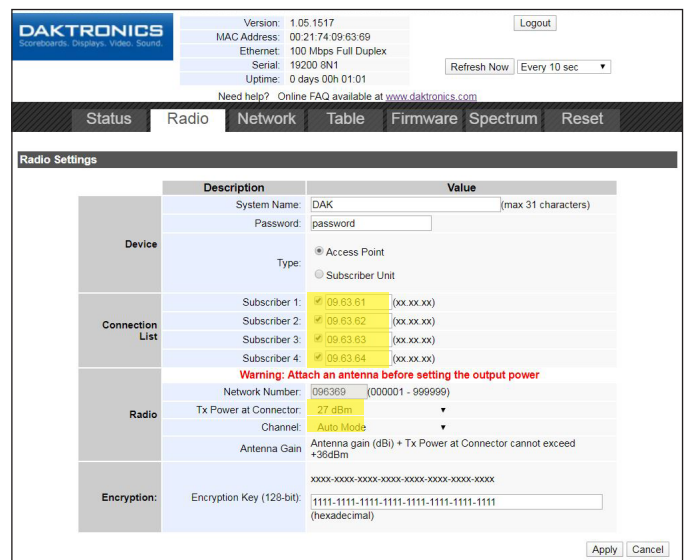 DAKTRONICS
Scoreboards. Displays. Video. Sound.
Version: 1.05.1517
MAC Address: 00:21:74:09:63:69
Ethernet: 100 Mbps Full Duplex
Serial: 19200 8N1
Uptime: 0 days 00h 01:01
Logout
Refresh Now Every 10 sec
Need help? Online FAQ available at www.daktronics.com
Status Radio Network Table Firmware Spectrum Reset
Radio Settings
Description Value
Device
System Name: DAK (max 31 characters)
Password: password
Type:
Access Point
Subscriber Unit
Connection List
Subscriber 1: 09.63.61 (xx.xx.xx)
Subscriber 2: 09.63.62 (xx.xx.xx)
Subscriber 3: 09.63.63 (xx.xx.xx)
Subscriber 4: 09.63.64 (xx.xx.xx)
Radio
Warning: Attach an antenna before setting the output power
Network Number: 096369 (000001 - 999999)
Tx Power at Connector: 27 dBm
Channel: Auto Mode
Antenna Gain Antenna gain (dBi) + Tx Power at Connector cannot exceed
+36dBm
Encryption:
Encryption Key (128-bit):
xxxx-xxxx-xxxx-xxxx-xxxx-xxxx-xxxx-xxxx
1111-1111-1111-1111-1111-1111-1111-1111
(hexadecimal)
Apply Cancel